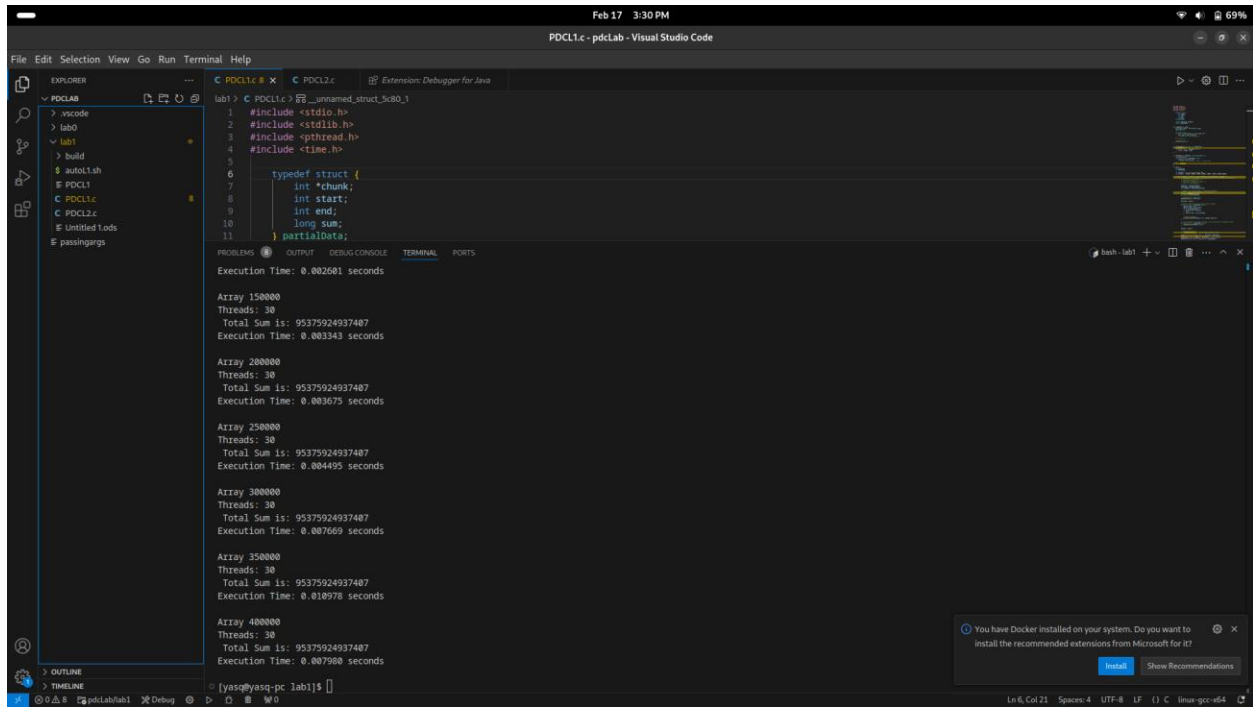 Feb 17 3:30 PM
69%
PDCL1.c - pdcLab - Visual Studio Code
File Edit Selection View Go Run Terminal Help
EXPLORER
PDCLAB
.vscode
lab0
lab1
build
$ autoL1.sh
PDCL1
C PDCL1.c 8
C PDCL2.c
Untitled 1.ods
passingargs
OUTLINE
TIMELINE
C PDCL1.c 8 C PDCL2.c Extension: Debugger for Java
lab1 > C PDCL1.c > __unnamed_struct_5c80_1
1 #include <stdio.h>
2 #include <stdlib.h>
3 #include <pthread.h>
4 #include <time.h>
5
6 typedef struct {
7 int *chunk;
8 int start;
9 int end;
10 long sum;
11 } partialData;
PROBLEMS 8 OUTPUT DEBUG CONSOLE TERMINAL PORTS
bash - lab1
Execution Time: 0.002601 seconds
Array 150000
Threads: 30
Total Sum is: 95375924937407
Execution Time: 0.003343 seconds
Array 200000
Threads: 30
Total Sum is: 95375924937407
Execution Time: 0.003675 seconds
Array 250000
Threads: 30
Total Sum is: 95375924937407
Execution Time: 0.004495 seconds
Array 300000
Threads: 30
Total Sum is: 95375924937407
Execution Time: 0.007669 seconds
Array 350000
Threads: 30
Total Sum is: 95375924937407
Execution Time: 0.010978 seconds
Array 400000
Threads: 30
Total Sum is: 95375924937407
Execution Time: 0.007980 seconds
[yasq@yasq-pc lab1]$
You have Docker installed on your system. Do you want to
install the recommended extensions from Microsoft for it?
Install Show Recommendations
0 8 pdcLab/lab1 Debug 0 Ln 6, Col 21 Spaces: 4 UTF-8 LF {} C linux-gcc-x64